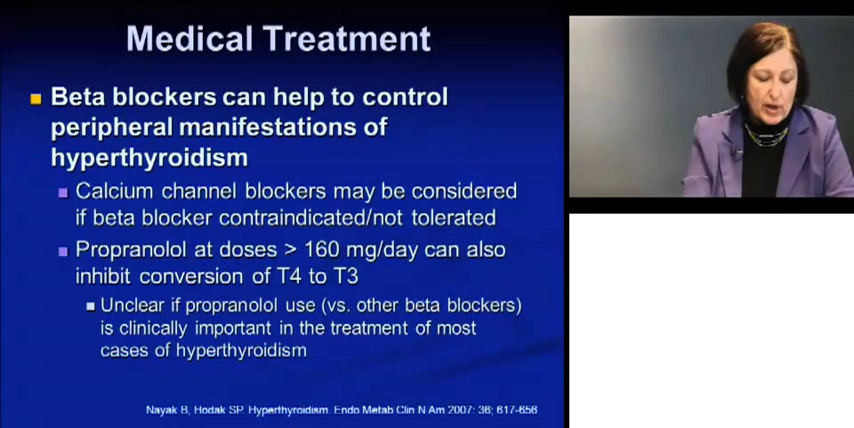 Medical Treatment
Beta blockers can help to control
peripheral manifestations of
hyperthyroidism
Calcium channel blockers may be considered
if beta blocker contraindicated/not tolerated
Propranolol at doses > 160 mg/day can also
inhibit conversion of T4 to T3
Unclear if propranolol use (vs. other beta blockers)
is clinically important in the treatment of most
cases of hyperthyroidism
Nayak B, Hodak SP. Hyperthyroidism. Endo Metab Clin N Am 2007: 36; 617-656